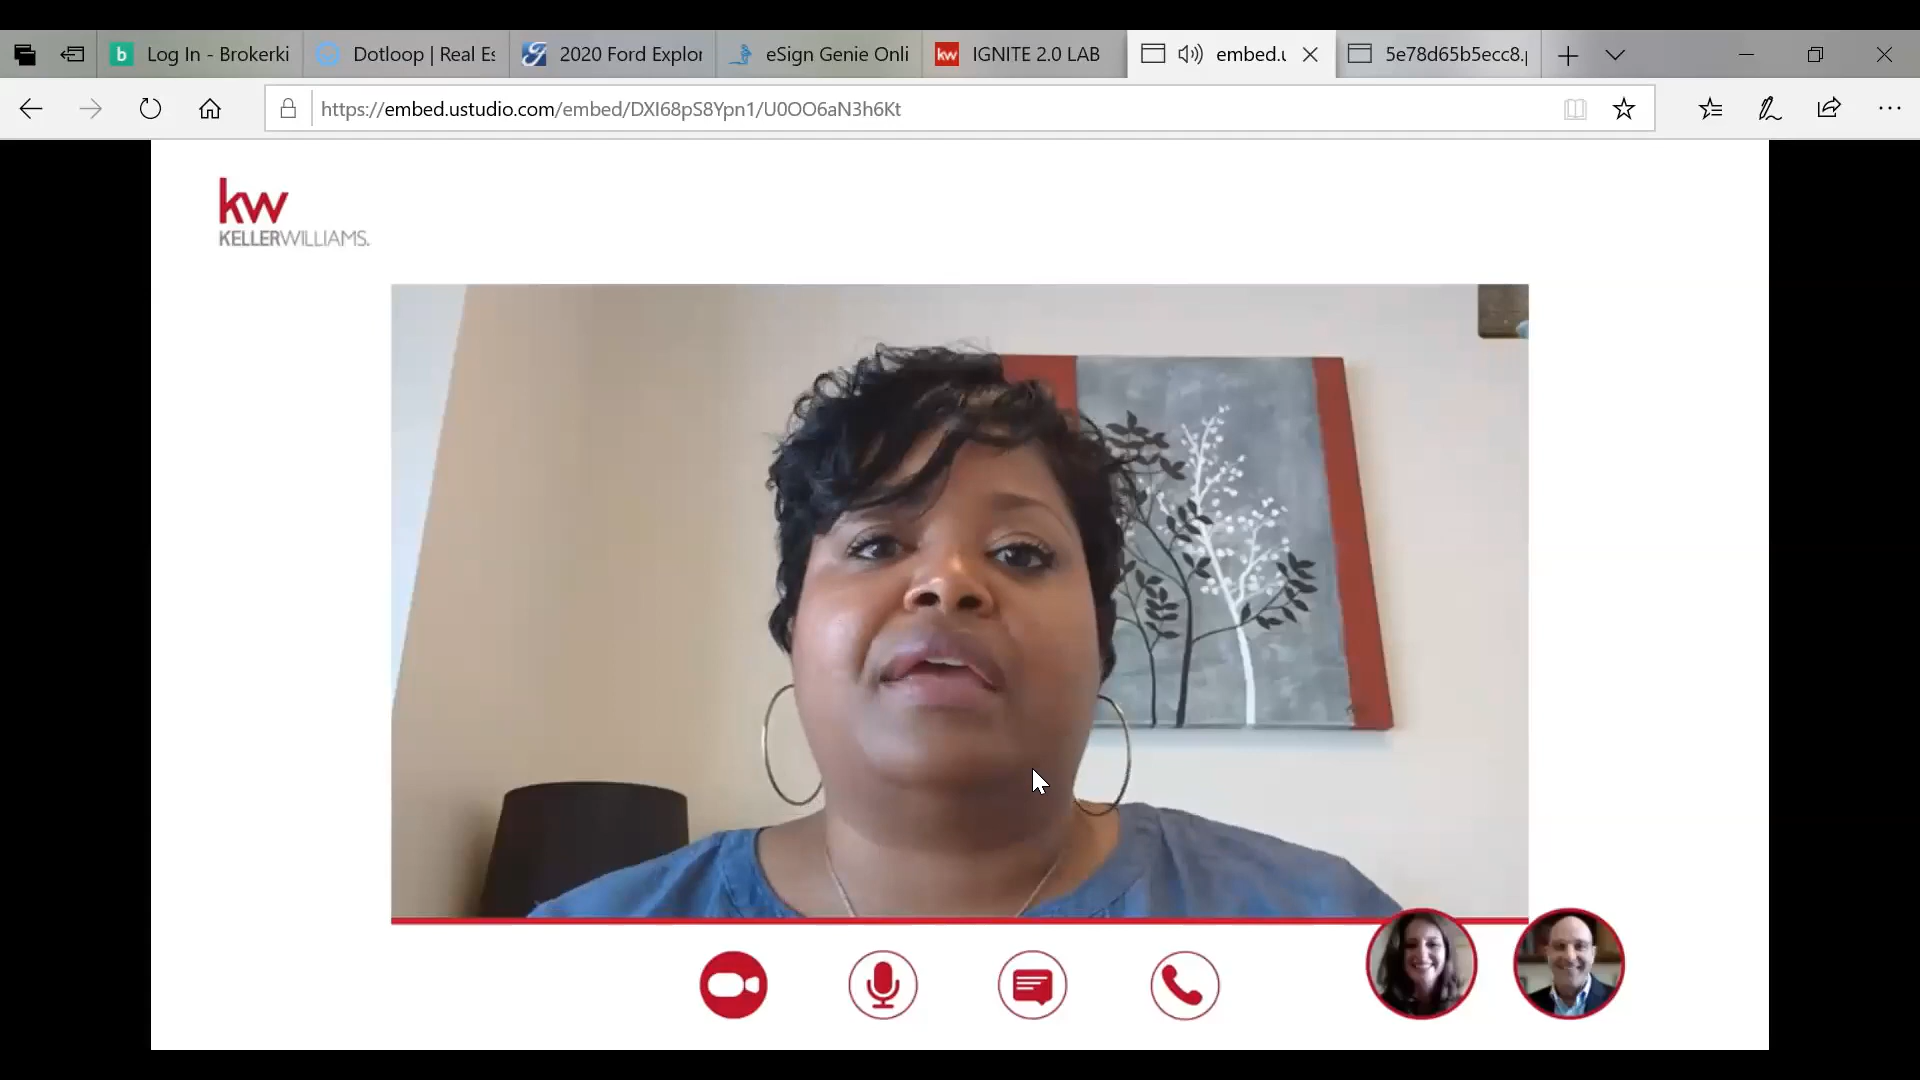 b Log In - Brokerki
Dotloop | Real Es
2020 Ford Explor
eSign Genie Onli
kw IGNITE 2.0 LAB
embed.u
5e78d65b5ecc8.p
https://embed.ustudio.com/embed/DXI68pS8Ypn1/U0OO6aN3h6Kt
kw
KELLERWILLIAMS.